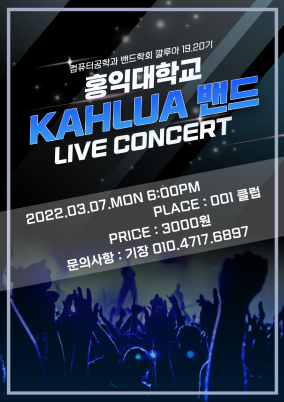 컴퓨터공학과 밴드학회 깔루아 19,20기
홍익대학교
KAHLUA 밴드
LIVE CONCERT
2022.03.07.MON 6:00PM
PLACE : 001 클럽
PRICE : 3000원
문의사항 : 기장 010.4717.6897